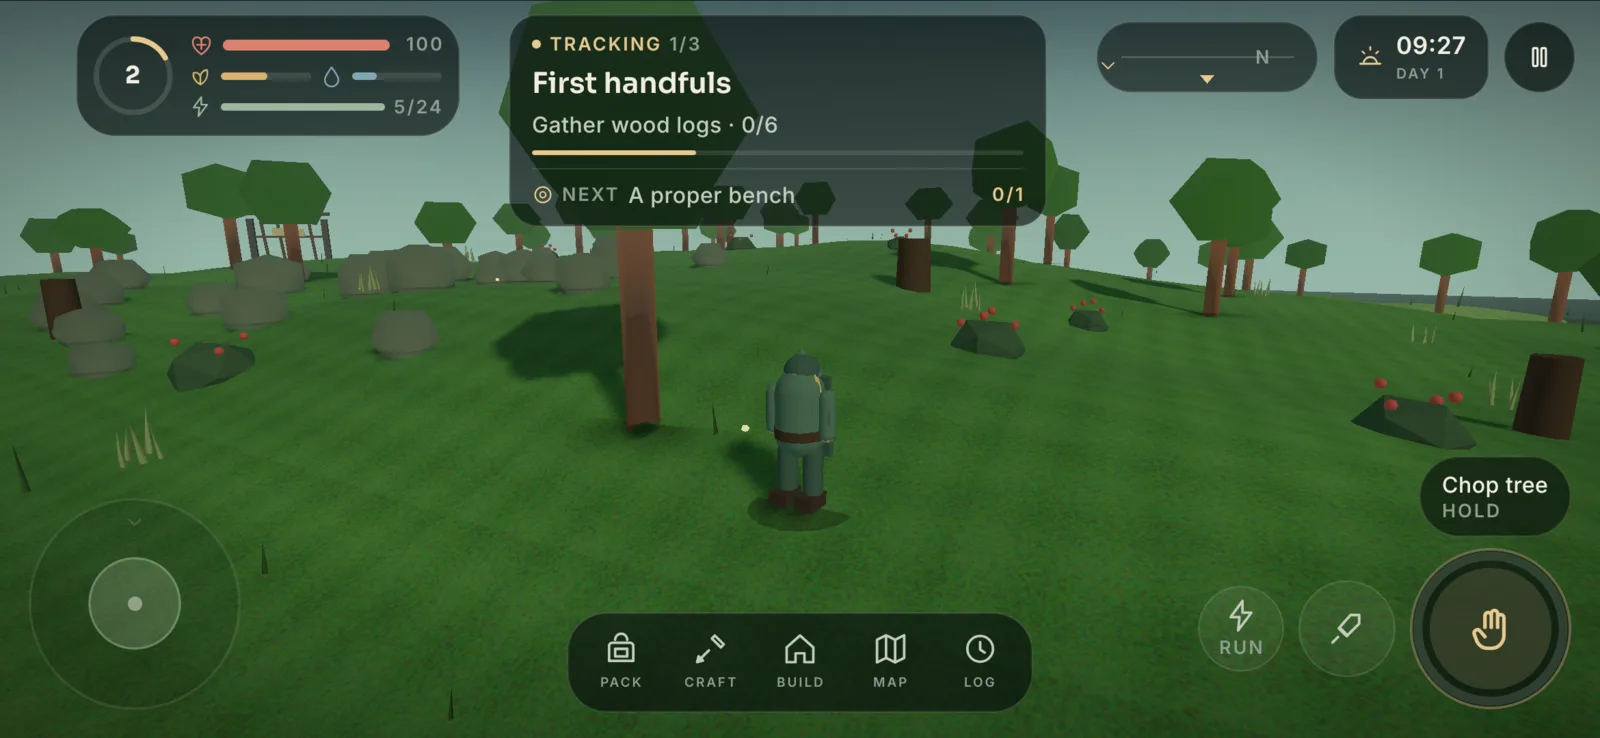 2
100
5/24
TRACKING 1/3
First handfuls
Gather wood logs · 0/6
NEXT A proper bench 0/1
N
09:27
DAY 1
Chop tree
HOLD
RUN
PACK
CRAFT
BUILD
MAP
LOG